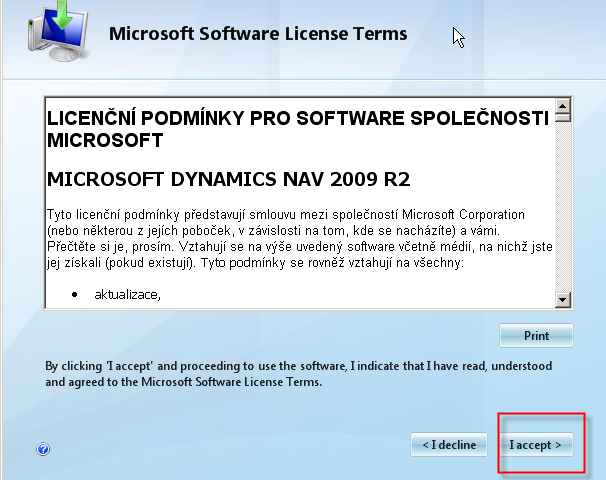 Microsoft Software License Terms
LICENČNÍ PODMÍNKY PRO SOFTWARE SPOLEČNOSTI
MICROSOFT
MICROSOFT DYNAMICS NAV 2009 R2
Tyto licenční podmínky představují smlouvu mezi společností Microsoft Corporation
(nebo některou z jejích poboček, v závislosti na tom, kde se nacházíte) a vámi.
Přečtěte si je, prosím. Vztahují se na výše uvedený software včetně médií, na nichž jste
jej získali (pokud existují). Tyto podmínky se rovněž vztahují na všechny:
• aktualizace,
Print
By clicking 'I accept' and proceeding to use the software, I indicate that I have read, understood
and agreed to the Microsoft Software License Terms.
? < I decline I accept >